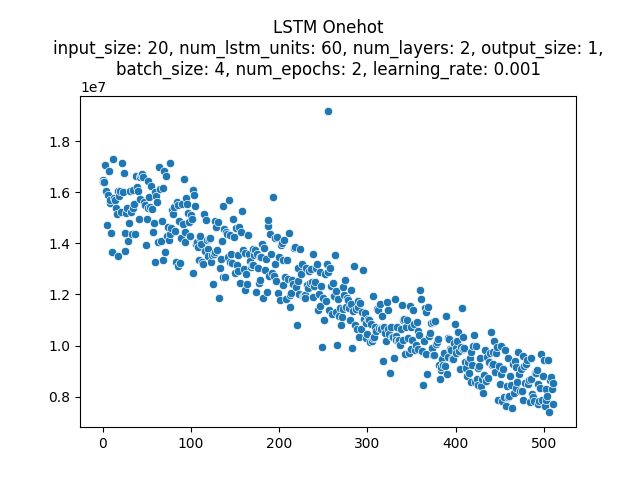 LSTM Onehot
input_size: 20, num_lstm_units: 60, num_layers: 2, output_size: 1,
batch_size: 4, num_epochs: 2, learning_rate: 0.001
1e7
1.8
1.6
1.4
1.2
1.0
0.8
0 100 200 300 400 500